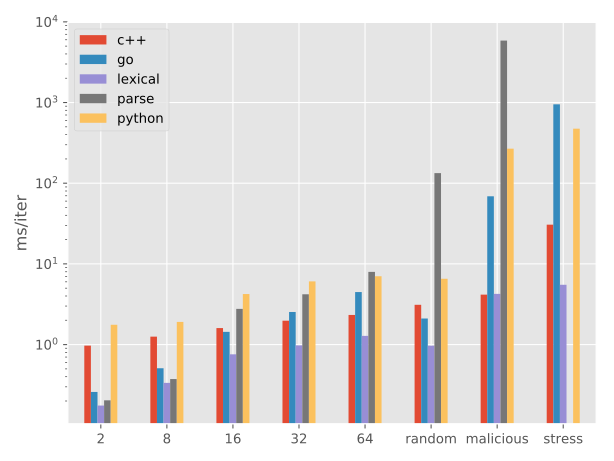 10⁴
10³
10²
10¹
10⁰
ms/iter
c++
go
lexical
parse
python
2 8 16 32 64 random malicious stress